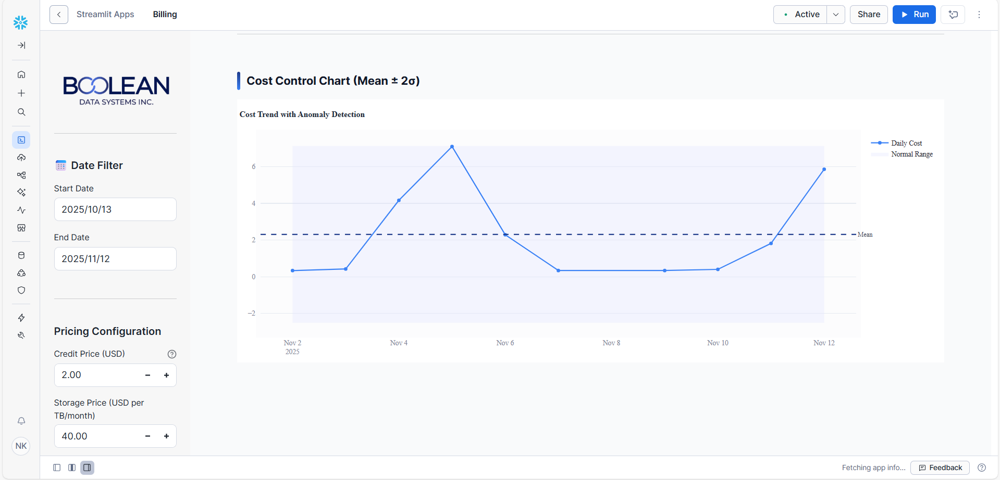 Streamlit Apps
Billing
Active
Share
Run
BOOLEAN
DATA SYSTEMS INC.
Date Filter
Start Date
2025/10/13
End Date
2025/11/12
Pricing Configuration
Credit Price (USD)
2.00
Storage Price (USD per
TB/month)
40.00
NK
Cost Control Chart (Mean ± 2σ)
Cost Trend with Anomaly Detection
Daily Cost
Normal Range
6
4
2
0
−2
Mean
Nov 2
2025
Nov 4
Nov 6
Nov 8
Nov 10
Nov 12
Fetching app info...
Feedback